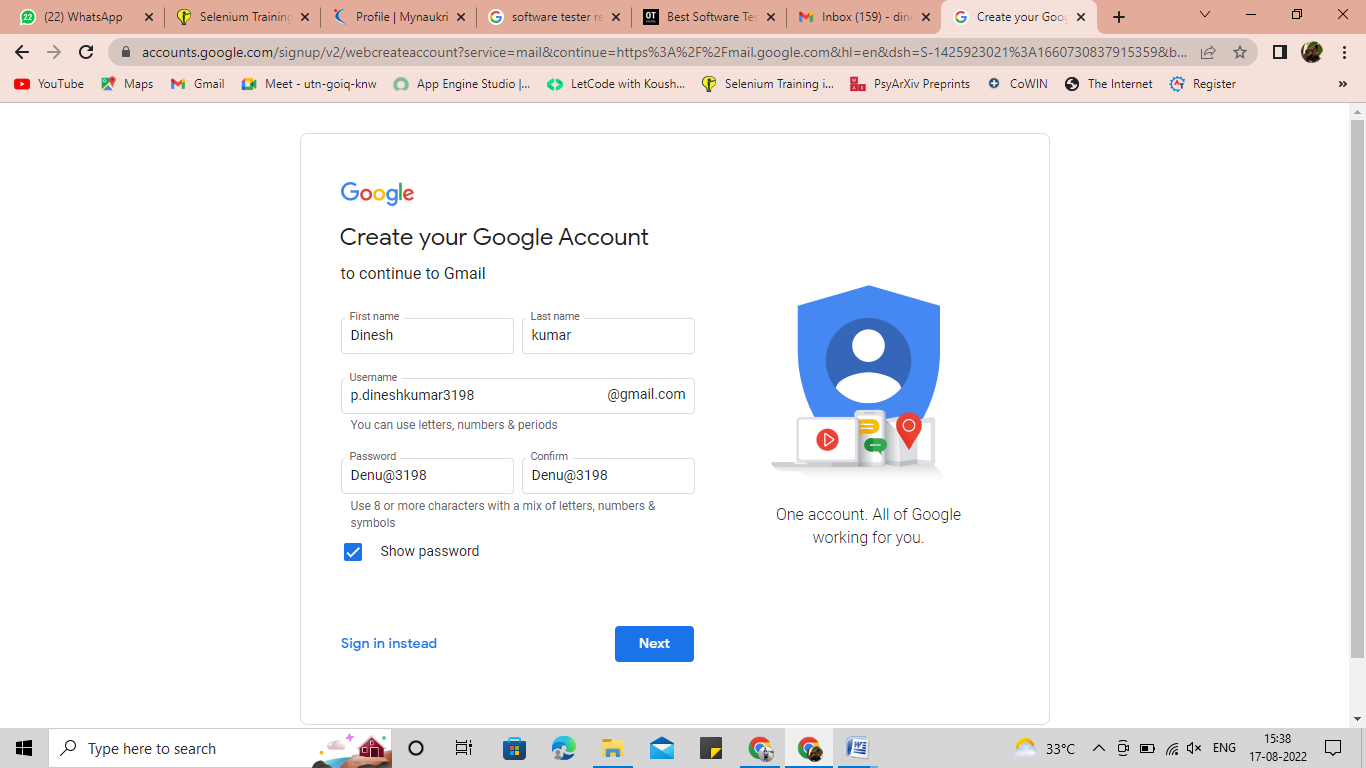 (22) WhatsApp
Selenium Training
Profile | Mynaukri
software tester re
Best Software Tes
Inbox (159) - din
Create your Goog
accounts.google.com/signup/v2/webcreateaccount?service=mail&continue=https%3A%2F%2Fmail.google.com&hl=en&dsh=S-1425923021%3A1660730837915359&b...
YouTube
Maps
Gmail
Meet - utn-goiq-knw
App Engine Studio |...
LetCode with Koush...
Selenium Training i...
PsyArXiv Preprints
CoWIN
The Internet
Register
»
Google
Create your Google Account
to continue to Gmail
First name
Last name
Dinesh
kumar
Username
p.dineshkumar3198
@gmail.com
You can use letters, numbers & periods
Password
Confirm
Denu@3198
Denu@3198
Use 8 or more characters with a mix of letters, numbers &
symbols
Show password
One account. All of Google
working for you.
Sign in instead
Next
Type here to search
33°C
ENG
15:38
17-08-2022